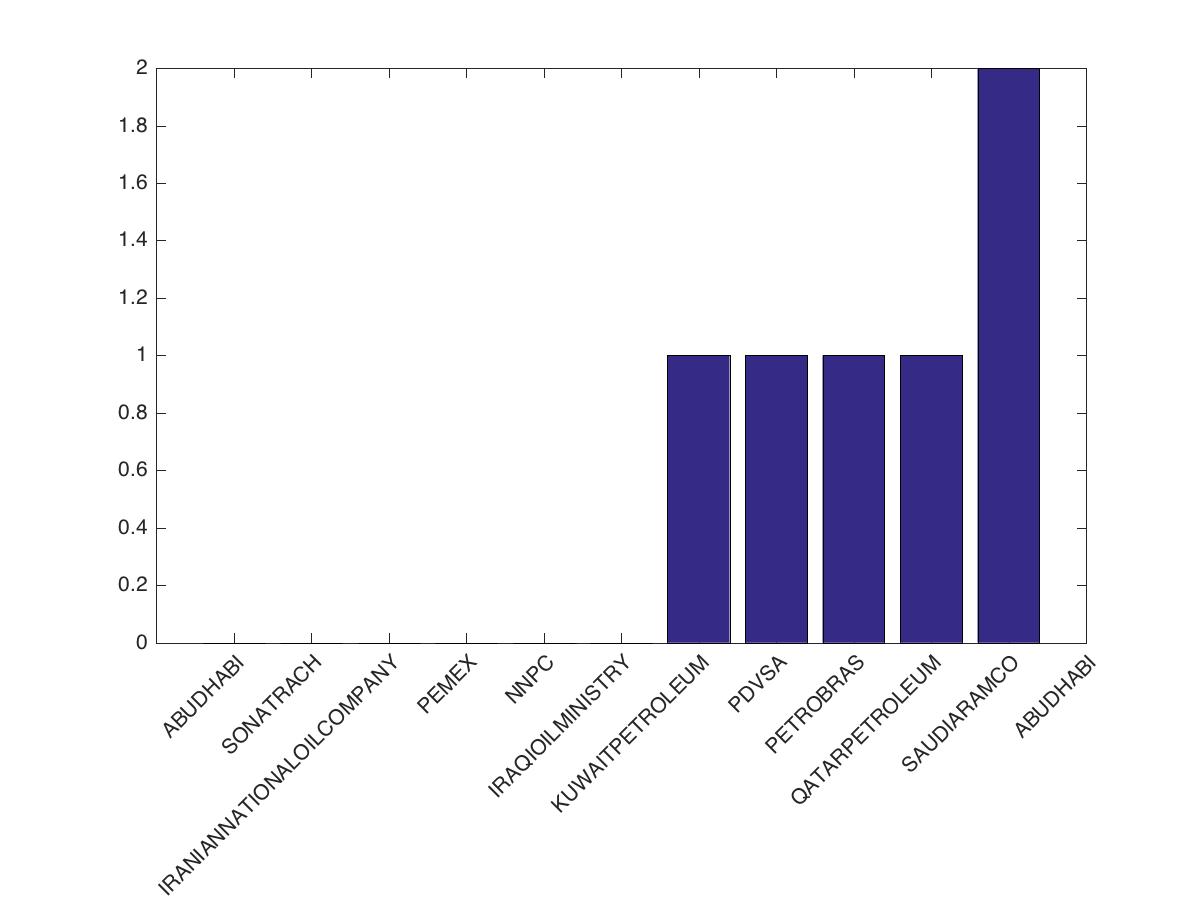 2
1.8
1.6
1.4
1.2
1
0.8
0.6
0.4
0.2
0
ABUDHABI
SONATRACH
IRANIANNATIONALOILCOMPANY
PEMEX
NNPC
IRAQIOILMINISTRY
KUWAITPETROLEUM
PDVSA
PETROBRAS
QATARPETROLEUM
SAUDIARAMCO
ABUDHABI